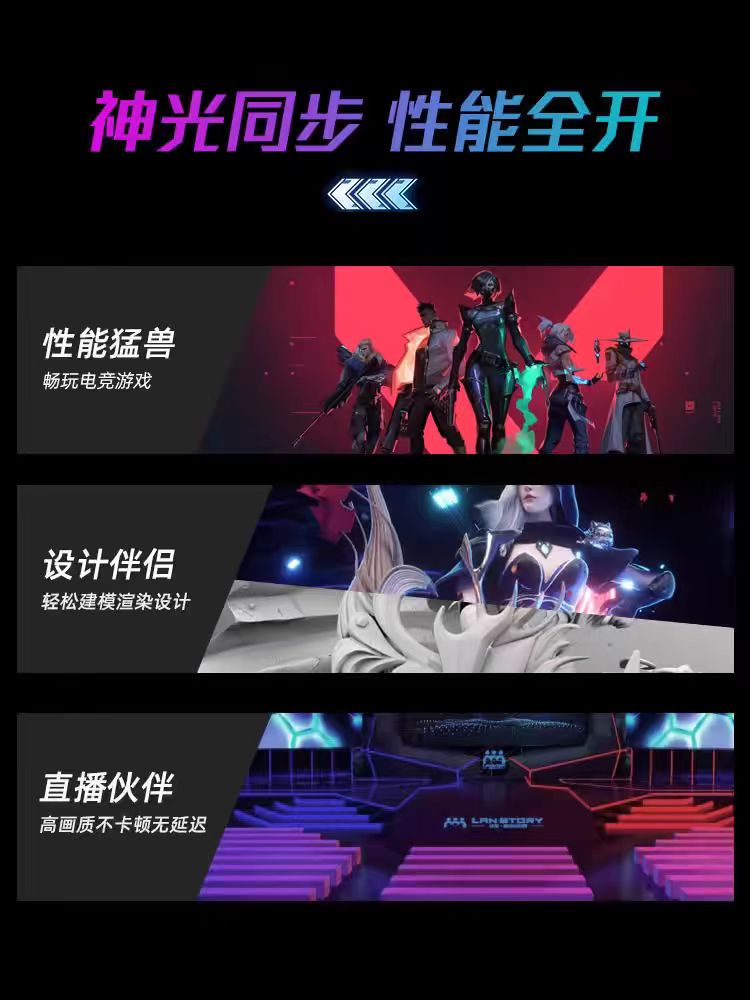 神光同步 性能全开
性能猛兽
畅玩电竞游戏
设计伴侣
轻松建模渲染设计
直播伙伴
高画质不卡顿无延迟
LANSTORY